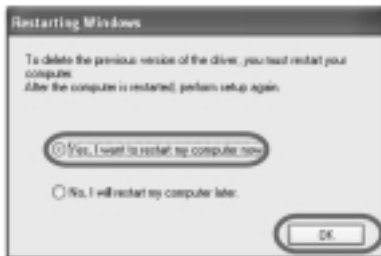 Restarting Windows
To delete the previous version of the driver, you must restart your
computer.
After the computer is restarted, perform setup again.
Yes, I want to restart my computer now.
No, I will restart my computer later.
OK